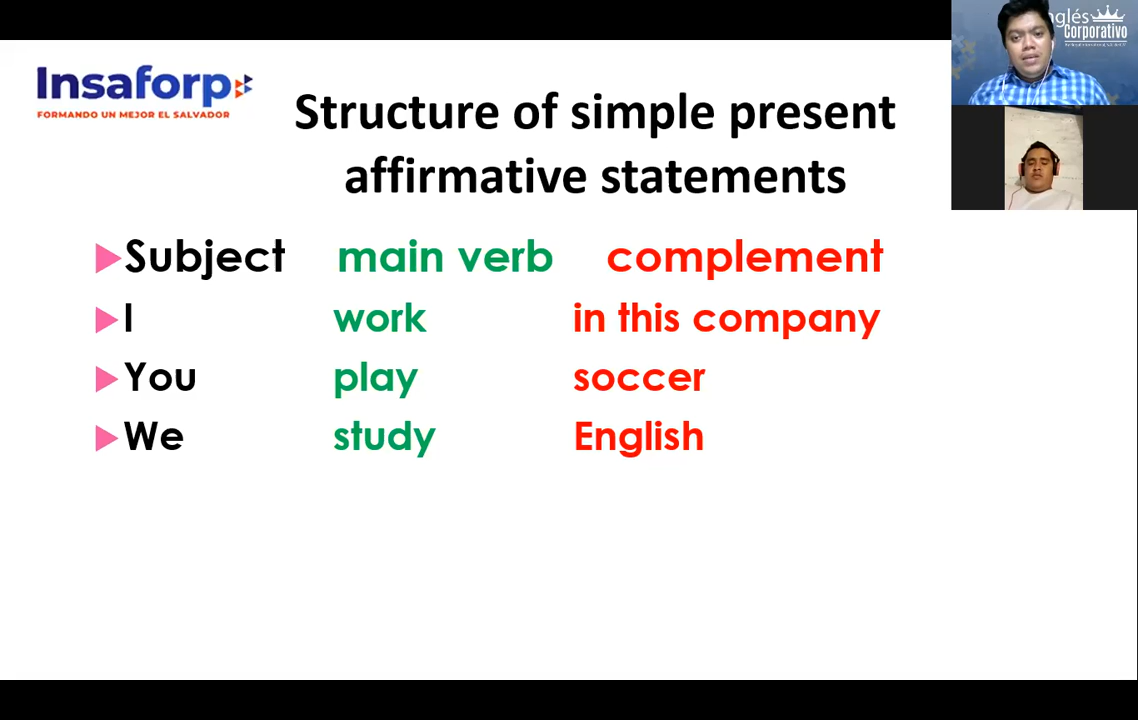 Insaforp
FORMANDO UN MEJOR EL SALVADOR
Structure of simple present
affirmative statements
Subject main verb complement
I work in this company
You play soccer
We study English
Corporativo